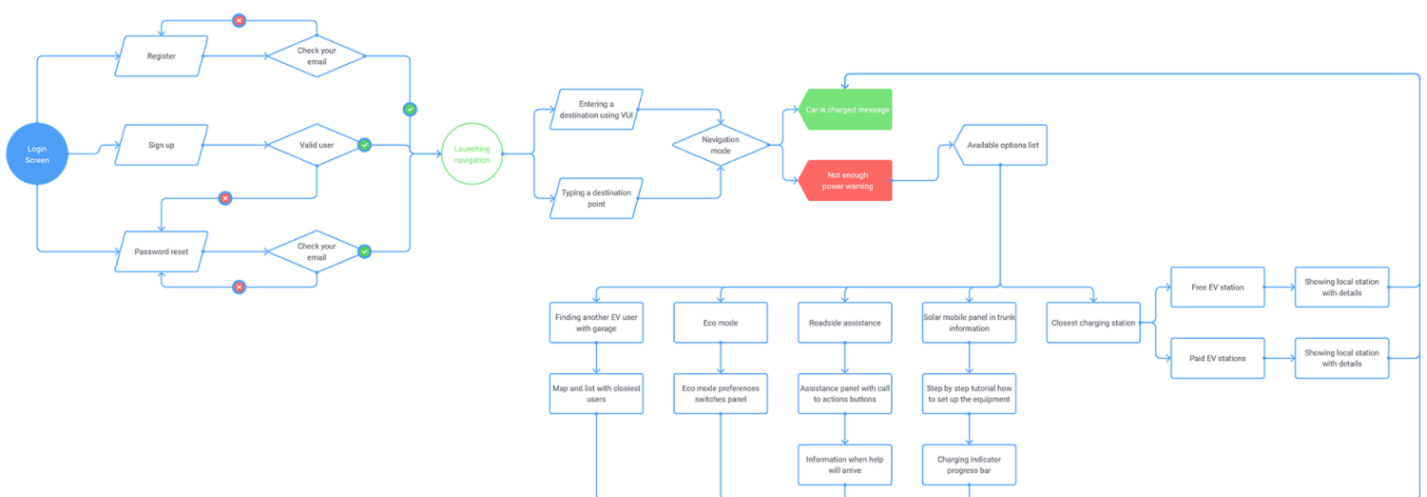 Register
Check your
email
Login
Screen
Sign up
Valid user
Password reset
Check your
email
Launching
navigation
Entering a
destination using VUI
Typing a destination
point
Navigation
mode
Car is charged message
Not enough
power warning
Available options list
Finding another EV user
with garage
Eco mode
Roadside assistance
Solar mobile panel in trunk
information
Closest charging station
Free EV station
Showing local station
with details
Paid EV stations
Showing local station
with details
Map and list with closiest
users
Eco mode preferences
switches panel
Assistance panel with call
to actions buttons
Step by step tutorial how
to set up the equipment
Information when help
will arrive
Charging indicator
progress bar